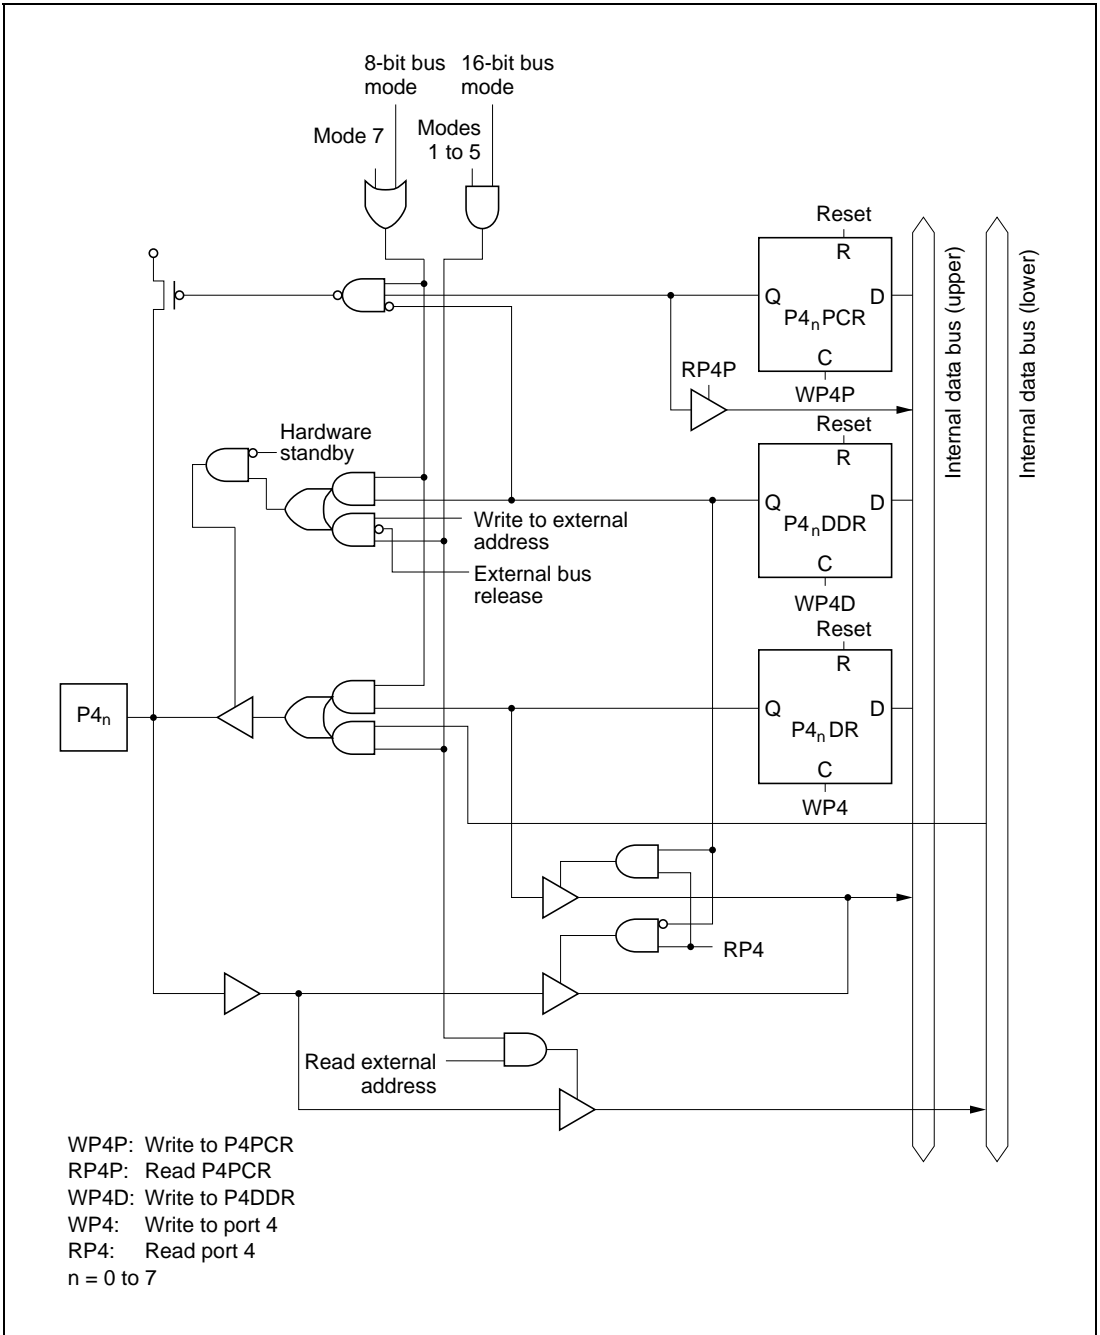 8-bit bus
mode
16-bit bus
mode
Mode 7
Modes
1 to 5
Reset
R
Q
D
P4nPCR
C
WP4P
RP4P
Reset
R
Q
D
P4nDDR
C
WP4D
Hardware
standby
Write to external
address
External bus
release
Reset
R
Q
D
P4nDR
C
WP4
P4n
RP4
Read external
address
Internal data bus (upper)
Internal data bus (lower)
WP4P: Write to P4PCR
RP4P: Read P4PCR
WP4D: Write to P4DDR
WP4: Write to port 4
RP4: Read port 4
n = 0 to 7